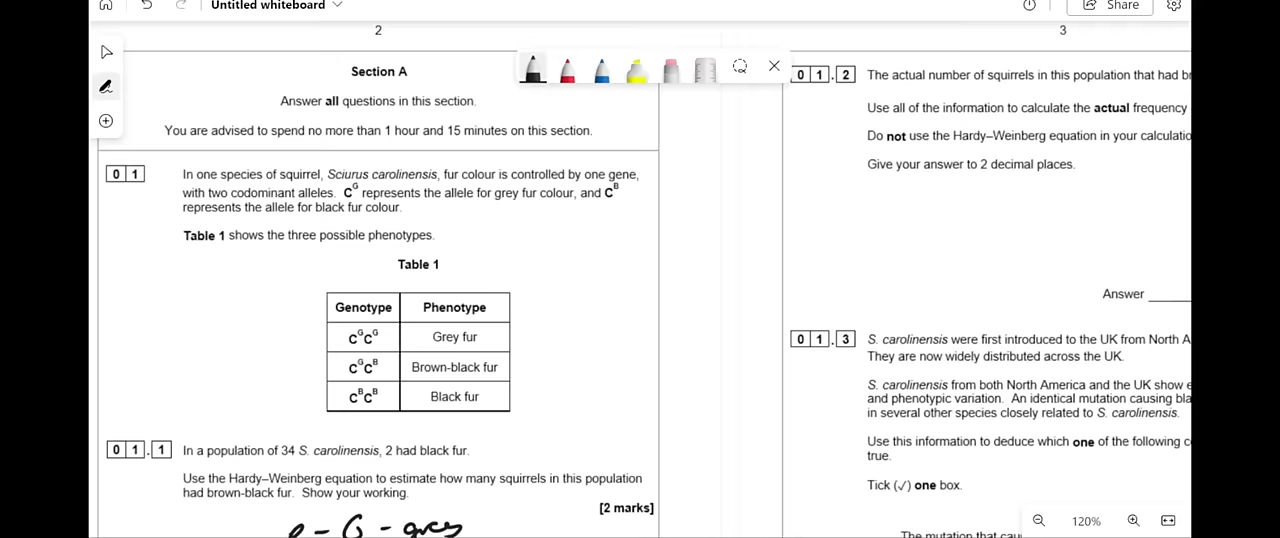 Untitled whiteboard
Share
2
Section A
Answer all questions in this section.
You are advised to spend no more than 1 hour and 15 minutes on this section.
0 1
In one species of squirrel, Sciurus carolinensis, fur colour is controlled by one gene,
with two codominant alleles. C^G represents the allele for grey fur colour, and C^B
represents the allele for black fur colour.
Table 1 shows the three possible phenotypes.
Table 1
Genotype Phenotype
C^GC^G Grey fur
C^GC^B Brown-black fur
C^BC^B Black fur
0 1 . 1 In a population of 34 S. carolinensis, 2 had black fur.
Use the Hardy–Weinberg equation to estimate how many squirrels in this population
had brown-black fur. Show your working.
[2 marks]
3
0 1 . 2 The actual number of squirrels in this population that had br
Use all of the information to calculate the actual frequency
Do not use the Hardy–Weinberg equation in your calculatio
Give your answer to 2 decimal places.
Answer
0 1 . 3 S. carolinensis were first introduced to the UK from North A
They are now widely distributed across the UK.
S. carolinensis from both North America and the UK show e
and phenotypic variation. An identical mutation causing bla
in several other species closely related to S. carolinensis.
Use this information to deduce which one of the following c
true.
Tick (✓) one box.
The mutation that cau
120%